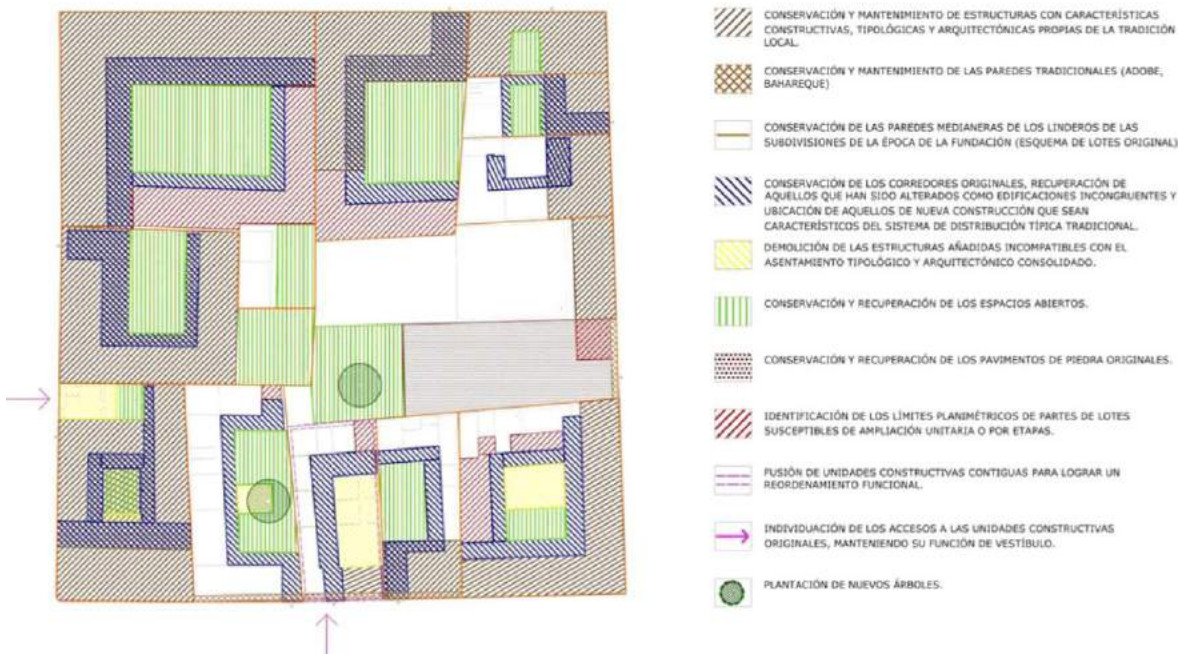 CONSERVACIÓN Y MANTENIMIENTO DE ESTRUCTURAS CON CARACTERÍSTICAS
CONSTRUCTIVAS, TIPOLÓGICAS Y ARQUITECTÓNICAS PROPIAS DE LA TRADICIÓN
LOCAL.
CONSERVACIÓN Y MANTENIMIENTO DE LAS PAREDES TRADICIONALES (ADOBE,
BAHAREQUE)
CONSERVACIÓN DE LAS PAREDES MEDIANERAS DE LOS LINDEROS DE LAS
SUBDIVISIONES DE LA ÉPOCA DE LA FUNDACIÓN (ESQUEMA DE LOTES ORIGINAL)
CONSERVACIÓN DE LOS CORREDORES ORIGINALES, RECUPERACIÓN DE
AQUELLOS QUE HAN SIDO ALTERADOS COMO EDIFICACIONES INCONGRUENTES Y
UBICACIÓN DE AQUELLOS DE NUEVA CONSTRUCCIÓN QUE SEAN
CARACTERÍSTICOS DEL SISTEMA DE DISTRIBUCIÓN TÍPICA TRADICIONAL.
DEMOLICIÓN DE LAS ESTRUCTURAS AÑADIDAS INCOMPATIBLES CON EL
ASENTAMIENTO TIPOLÓGICO Y ARQUITECTÓNICO CONSOLIDADO.
CONSERVACIÓN Y RECUPERACIÓN DE LOS ESPACIOS ABIERTOS.
CONSERVACIÓN Y RECUPERACIÓN DE LOS PAVIMENTOS DE PIEDRA ORIGINALES.
IDENTIFICACIÓN DE LOS LÍMITES PLANIMÉTRICOS DE PARTES DE LOTES
SUSCEPTIBLES DE AMPLIACIÓN UNITARIA O POR ETAPAS.
FUSIÓN DE UNIDADES CONSTRUCTIVAS CONTIGUAS PARA LOGRAR UN
REORDENAMIENTO FUNCIONAL.
INDIVIDUACIÓN DE LOS ACCESOS A LAS UNIDADES CONSTRUCTIVAS
ORIGINALES, MANTENIENDO SU FUNCIÓN DE VESTÍBULO.
PLANTACIÓN DE NUEVOS ÁRBOLES.